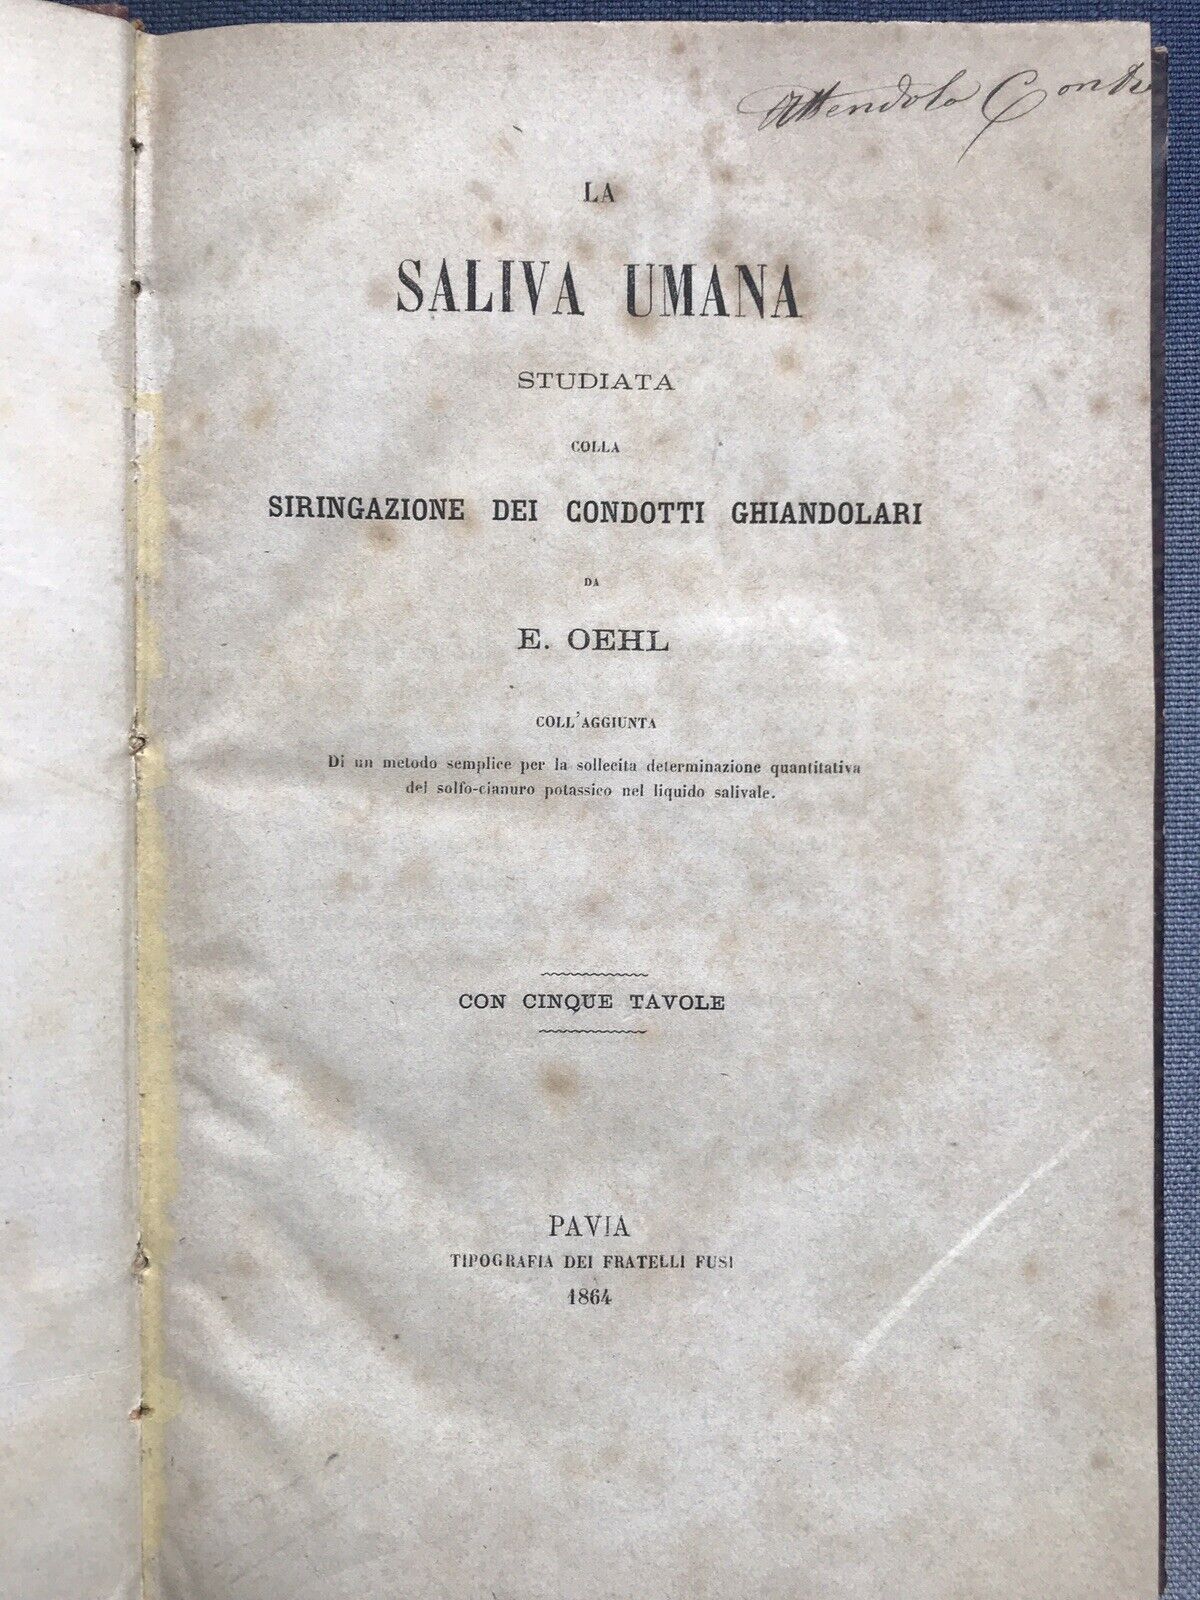 Attendolo
LA
SALIVA UMANA
STUDIATA
COLLA
SIRINGAZIONE DEI CONDOTTI GHIANDOLARI
DA
E. OEHL
COLL'AGGIUNTA
Di un metodo semplice per la sollecita determinazione quantitativa
del solfo-cianuro potassico nel liquido salivale.
CON CINQUE TAVOLE
PAVIA
TIPOGRAFIA DEI FRATELLI FUSI
1864